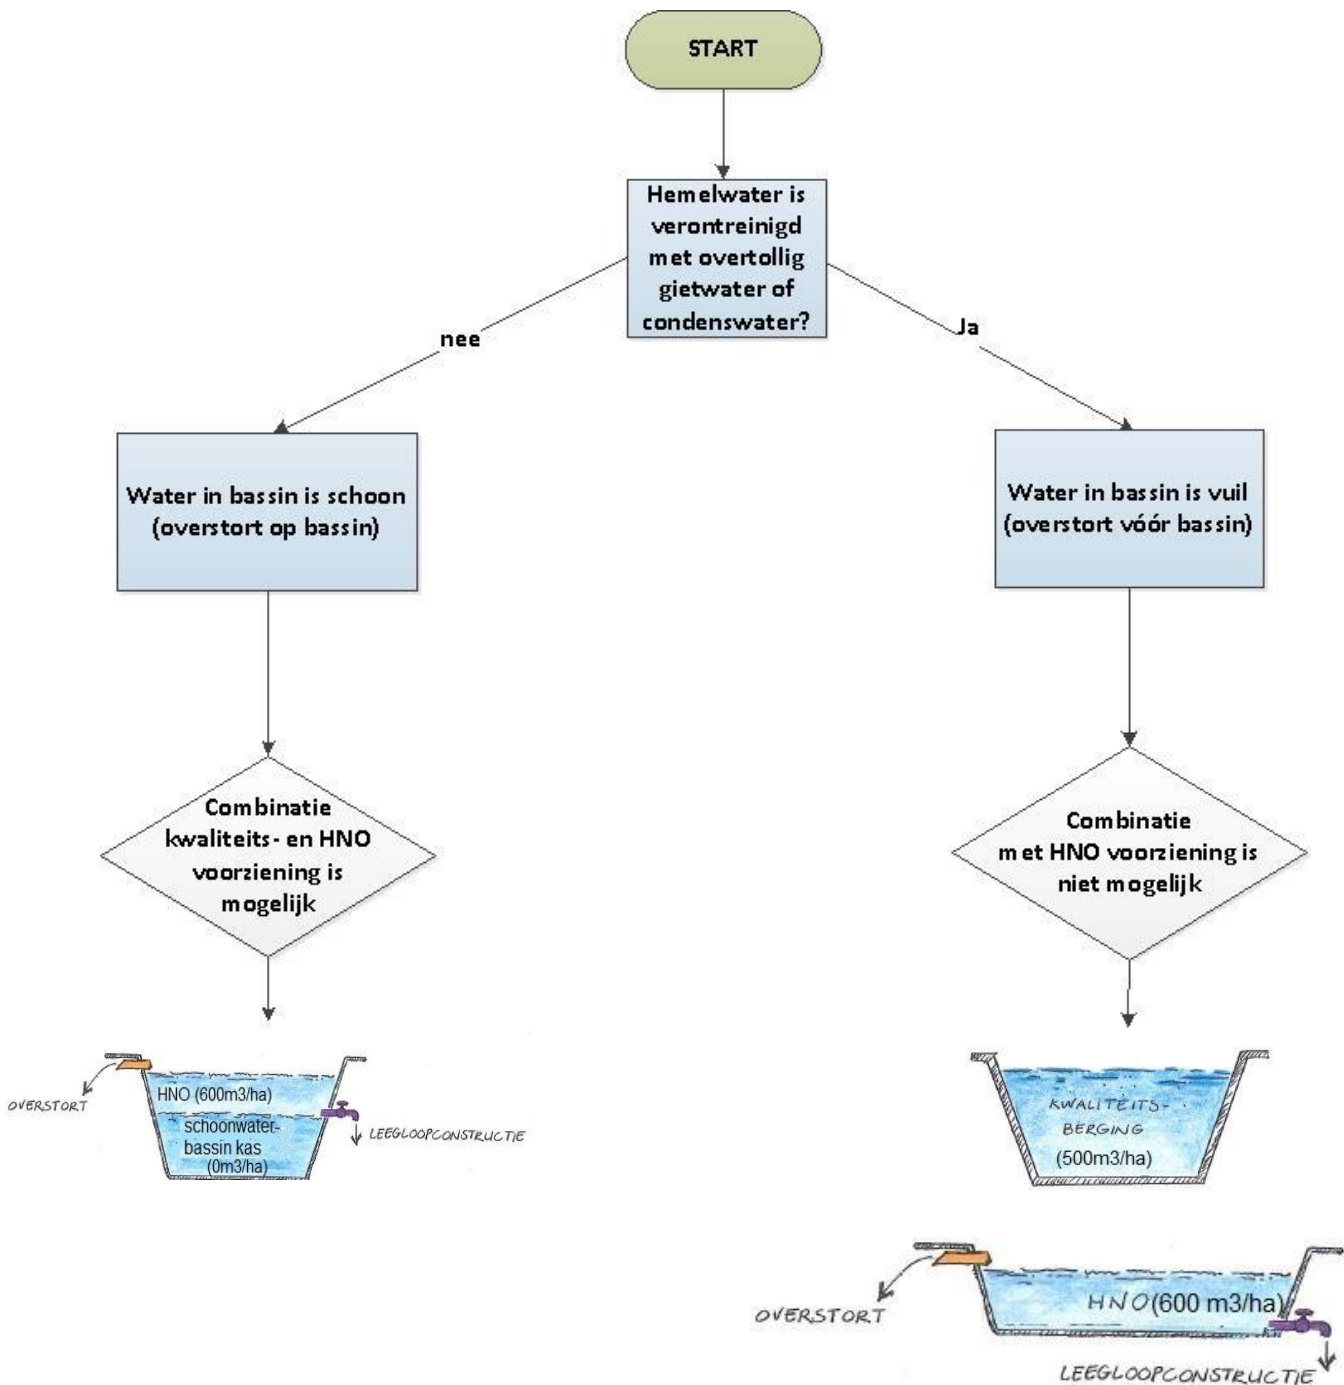 START
Hemelwater is
verontreinigd
met overtollig
gietwater of
condenswater?
nee
Ja
Water in bassin is schoon
(overstort op bassin)
Water in bassin is vuil
(overstort vóór bassin)
Combinatie
kwaliteits- en HNO
voorziening is
mogelijk
Combinatie
met HNO voorziening is
niet mogelijk
OVERSTORT
HNO (600m3/ha)
schoonwater-
bassin kas
(0m3/ha)
LEEGLOOPCONSTRUCTIE
KWALITEITS-
BERGING
(500m3/ha)
OVERSTORT
HNO (600 m3/ha)
LEEGLOOPCONSTRUCTIE